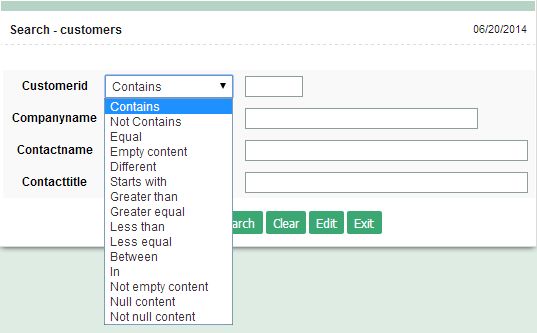 Search - customers 06/20/2014
Customerid Contains
Companyname
Contactname
Contacttitle
Contains
Not Contains
Equal
Empty content
Different
Starts with
Greater than
Greater equal
Less than
Less equal
Between
In
Not empty content
Null content
Not null content
arch Clear Edit Exit